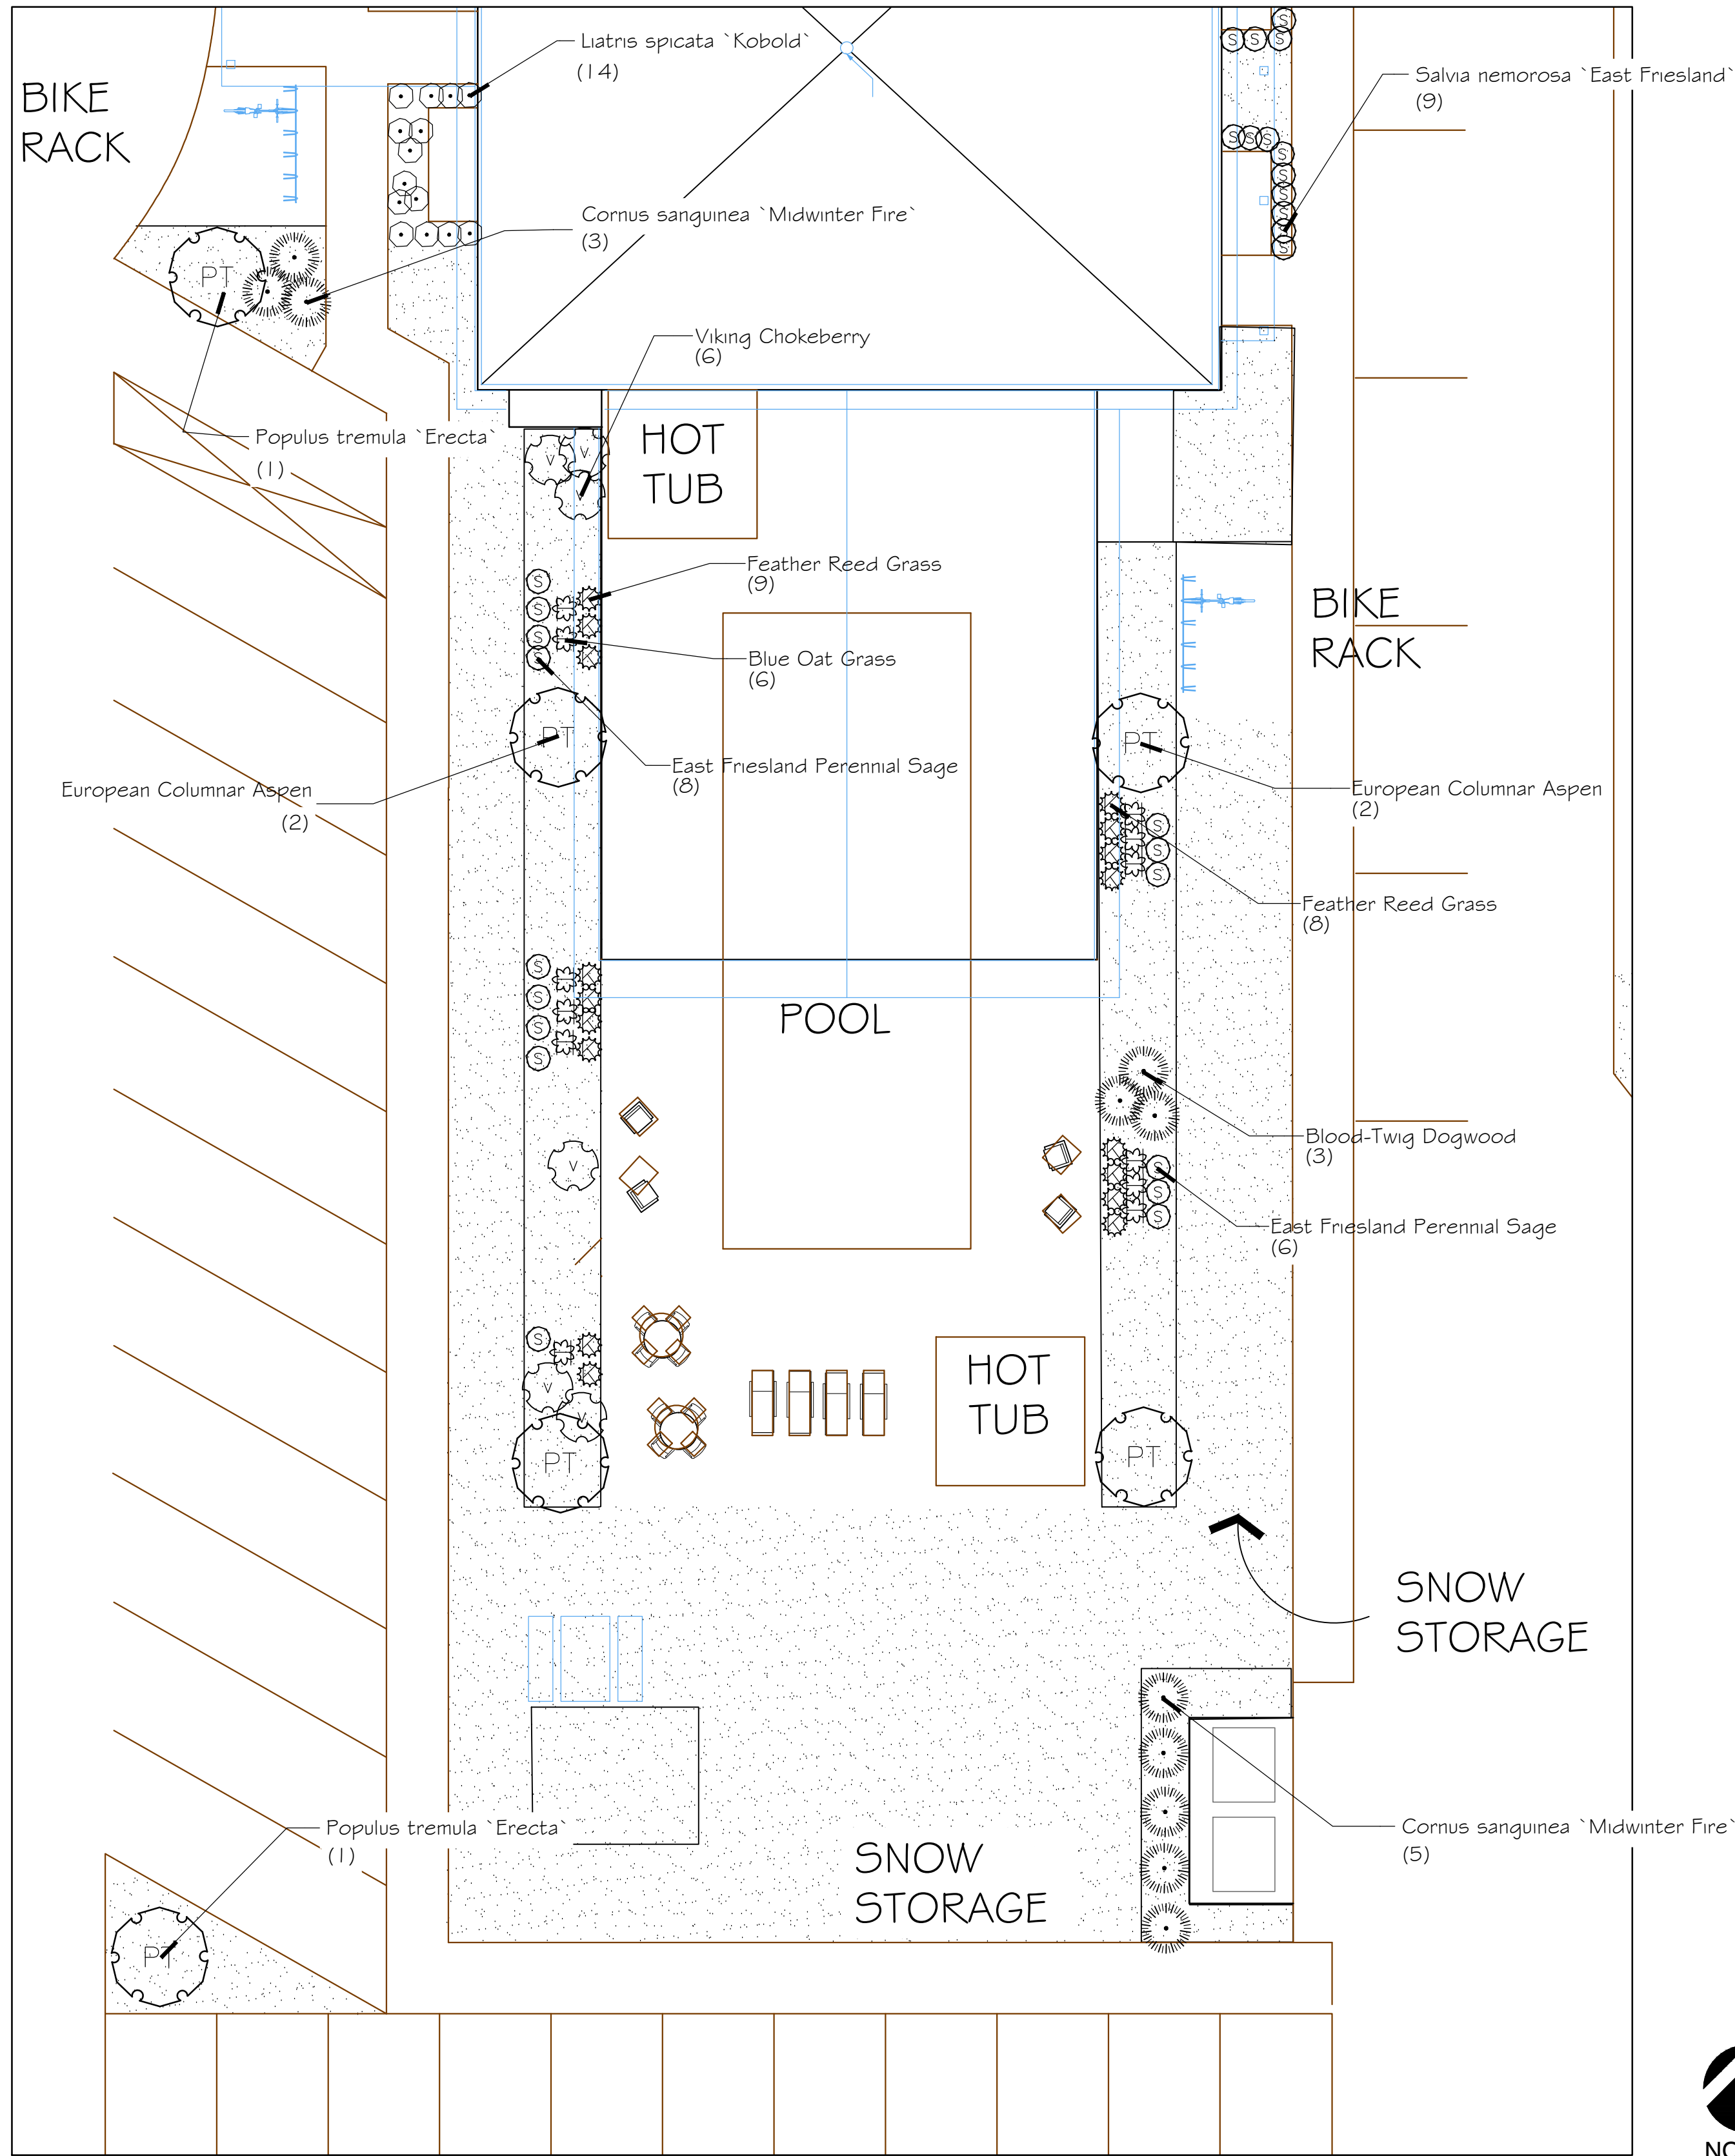 Liatris spicata `Kobold`
(14)
Salvia nemorosa `East Friesland`
(9)
BIKE
RACK
Cornus sanguinea `Midwinter Fire`
(3)
PT
Viking Chokeberry
(6)
Populus tremula `Erecta`
(1)
HOT
TUB
V
V
V
Feather Reed Grass
(9)
BIKE
RACK
Blue Oat Grass
(6)
S
S
S
S
PT
PT
East Friesland Perennial Sage
(8)
European Columnar Aspen
(2)
European Columnar Aspen
(2)
S
S
S
Feather Reed Grass
(8)
S
S
S
S
POOL
Blood-Twig Dogwood
(3)
V
S
S
S
East Friesland Perennial Sage
(6)
S
V
V
HOT
TUB
PT
PT
SNOW
STORAGE
Populus tremula `Erecta`
(1)
Cornus sanguinea `Midwinter Fire`
(5)
SNOW
STORAGE
PT
S
S S S
S S S
S
S
S
S
S
S